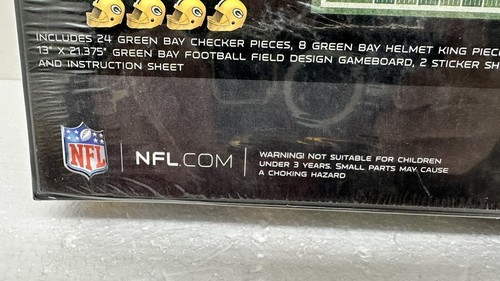 INCLUDES 24 GREEN BAY CHECKER PIECES, 8 GREEN BAY HELMET KING
13" X 21.375" GREEN BAY FOOTBALL FIELD DESIGN GAMEBOARD, 2 STICKER
AND INSTRUCTION SHEET
NFL
NFL.COM
WARNING! NOT SUITABLE FOR CHILDREN
UNDER 3 YEARS. SMALL PARTS MAY CAUSE
A CHOKING HAZARD